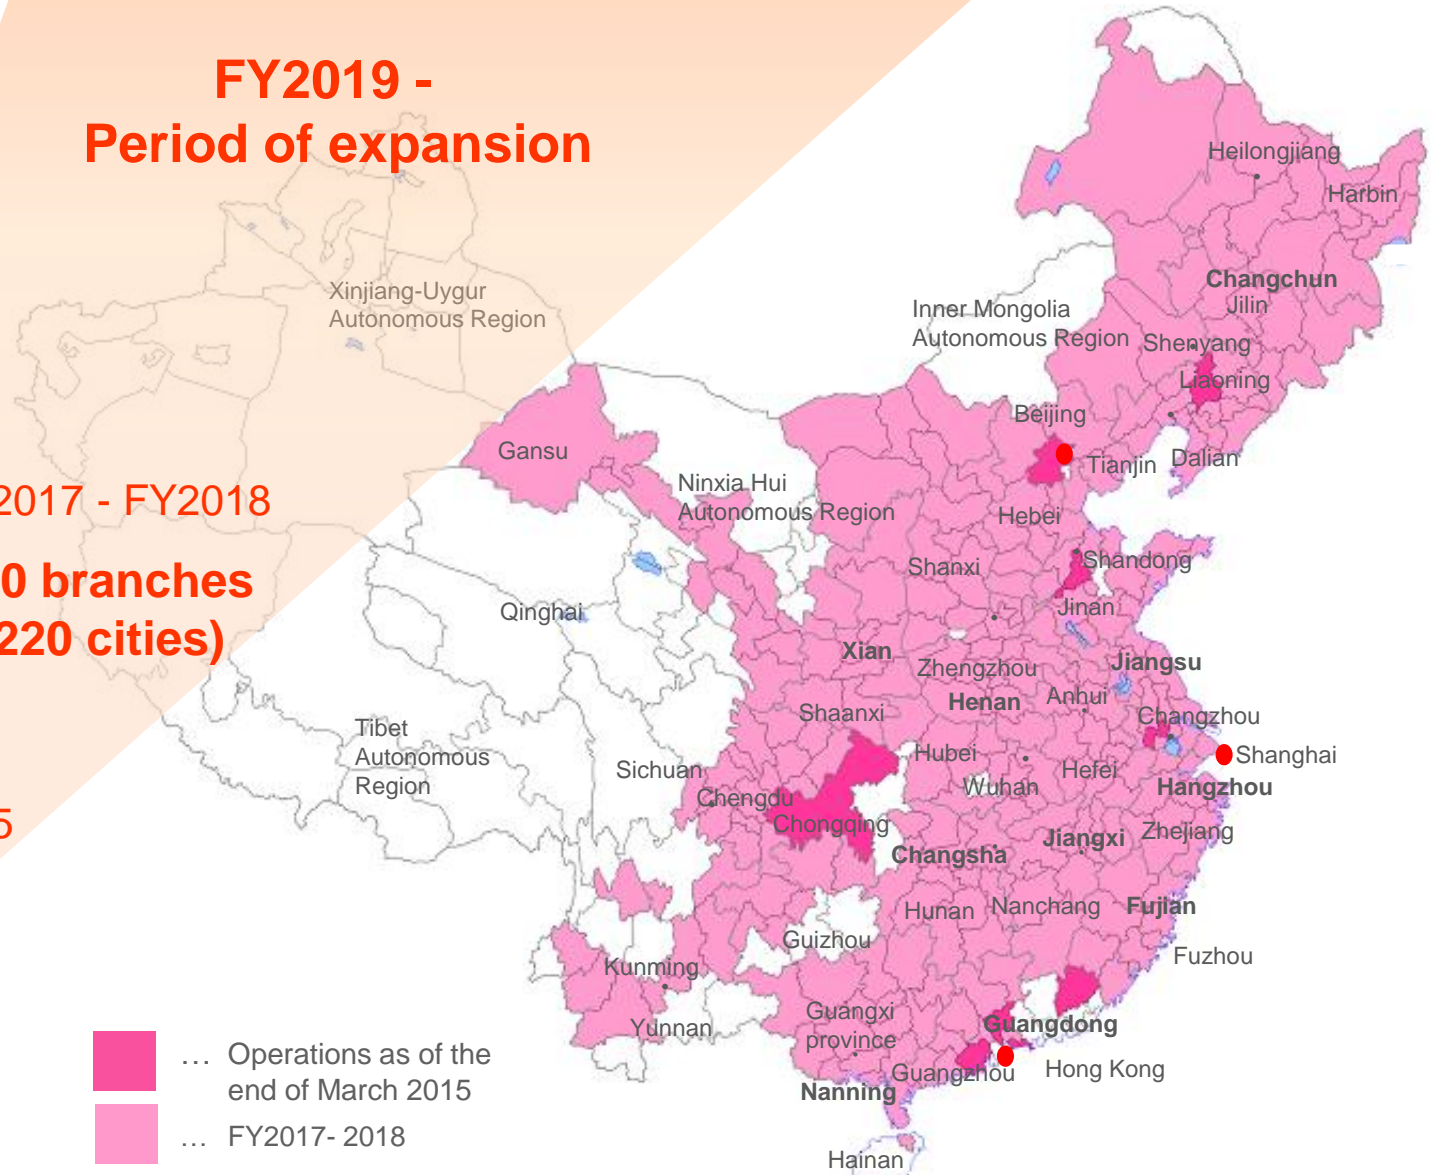 FY2019 -
Period of expansion
Heilongjiang
Harbin
Xinjiang-Uygur
Autonomous Region
Changchun
Jilin
Inner Mongolia
Autonomous Region
Shenyang
Liaoning
Beijing
Gansu
Tianjin
Dalian
Ninxia Hui
Autonomous Region
2017 - FY2018
Hebei
Shanxi
Shandong
0 branches
Qinghai
Jinan
220 cities)
Xian
Zhengzhou
Jiangsu
Henan
Anhui
Shaanxi
Changzhou
Tibet
Autonomous
Region
Hubei
Shanghai
Sichuan
Hefei
Wuhan
Hangzhou
Chengdu
5
Chongqing
Zhejiang
Jiangxi
Changsha
Hunan
Nanchang
Fujian
Guizhou
Fuzhou
Kunming
Guangxi
province
Yunnan
Guangdong
… Operations as of the
end of March 2015
Guangzhou
Hong Kong
Nanning
… FY2017- 2018
Hainan